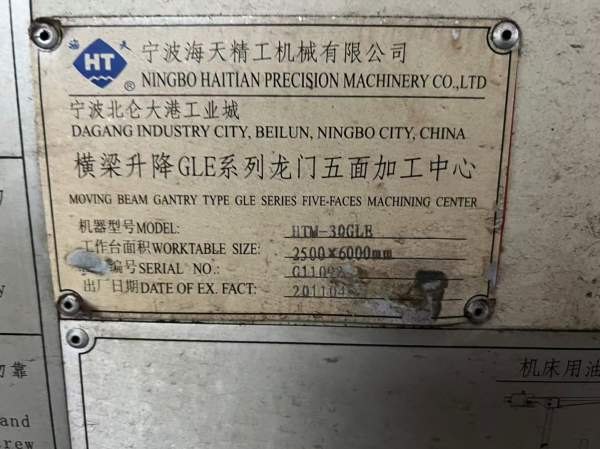 海天
HT
®
宁波海天精工机械有限公司
NINGBO HAITIAN PRECISION MACHINERY CO.,LTD
宁波北仑大港工业城
DAGANG INDUSTRY CITY, BEILUN, NINGBO CITY, CHINA
横梁升降GLE系列龙门五面加工中心
MOVING BEAM GANTRY TYPE GLE SERIES FIVE-FACES MACHINING CENTER
机器型号MODEL: HTM-30GLE
工作台面积WORKTABLE SIZE: 2500×6000mm
编号SERIAL NO.:
出厂日期DATE OF EX. FACT:
机床用油
勿靠
and